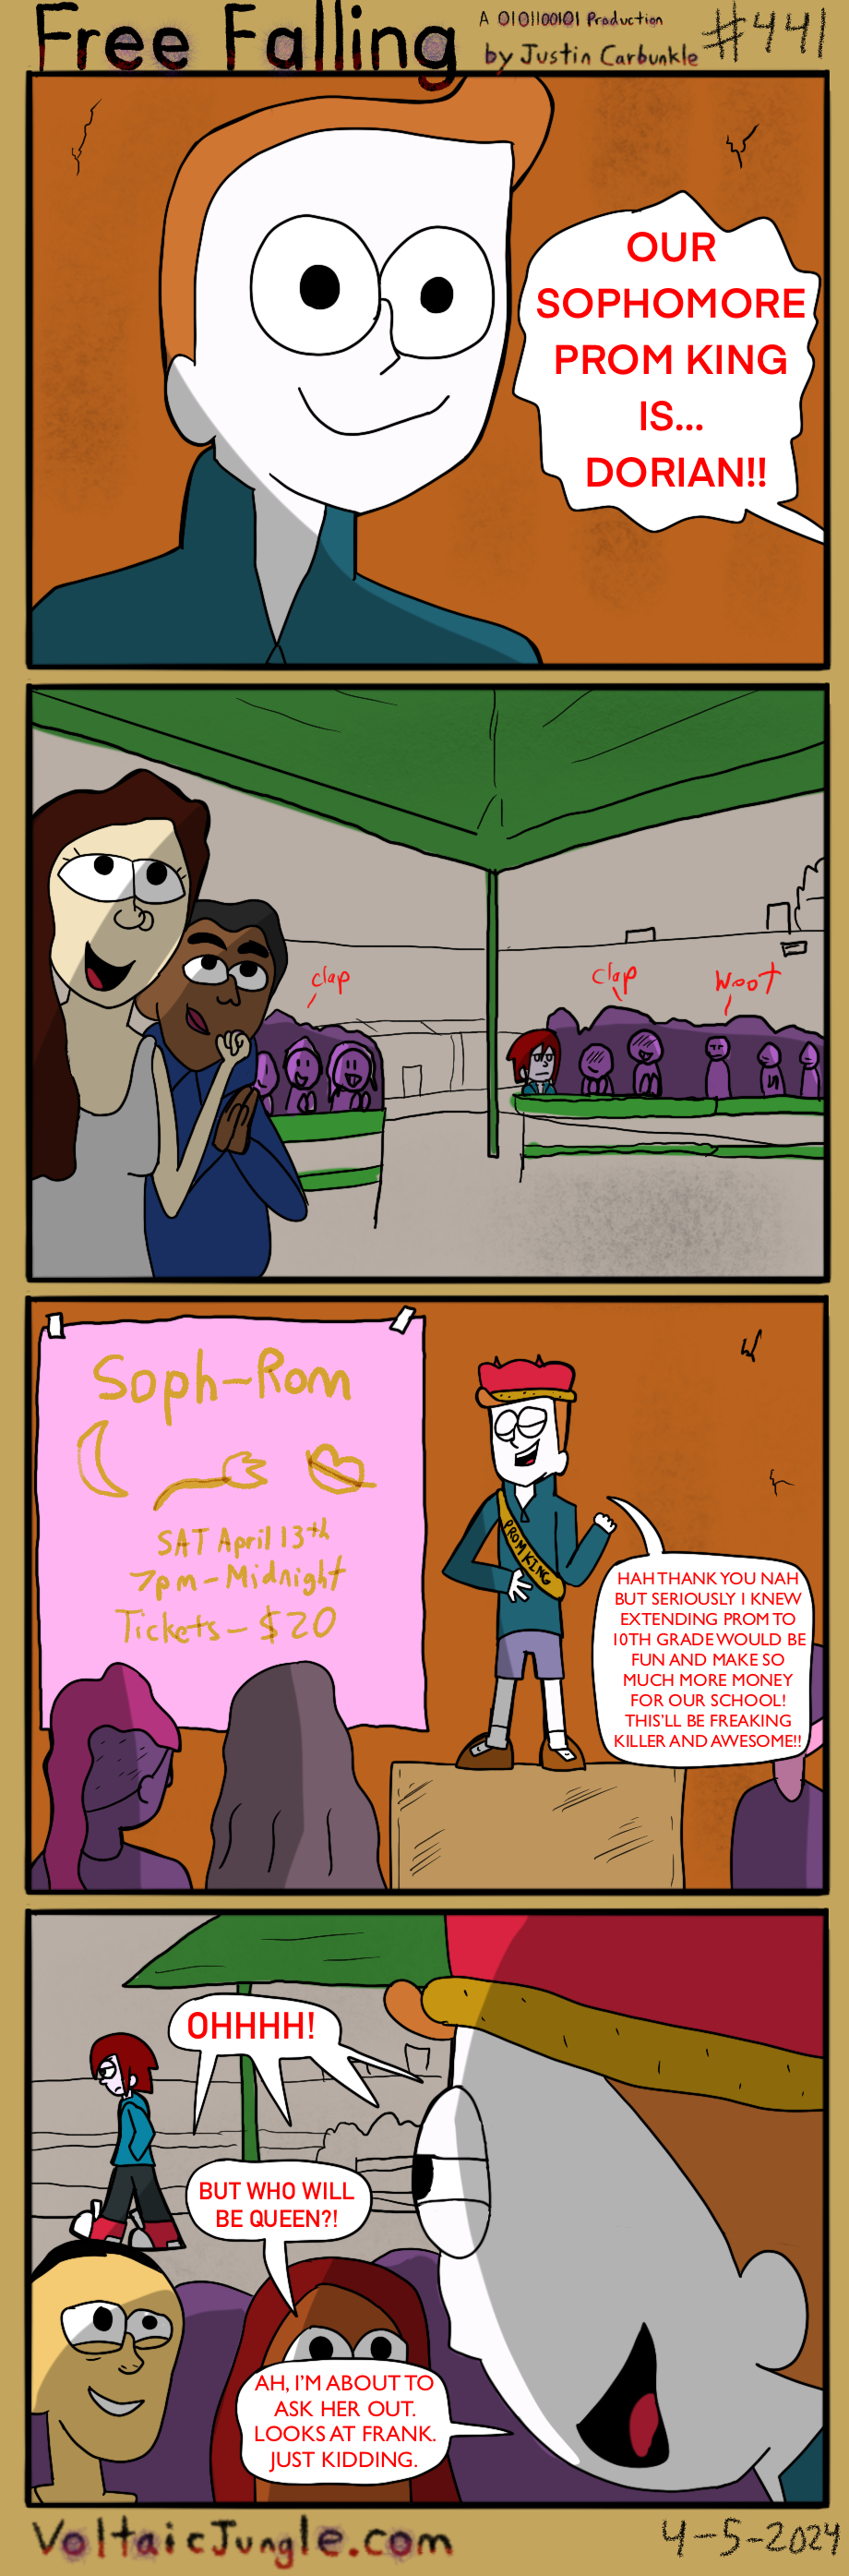 Free Falling
A 0101100101 Production
by Justin Carbunkle
#441
OUR
SOPHOMORE
PROM KING
IS...
DORIAN!!
clap
clap
Woot
Soph-Rom
SAT April 13th
7pm-Midnight
Tickets-$20
PROM KING
HAH THANK YOU NAH
BUT SERIOUSLY I KNEW
EXTENDING PROM TO
10TH GRADE WOULD BE
FUN AND MAKE SO
MUCH MORE MONEY
FOR OUR SCHOOL!
THIS'LL BE FREAKING
KILLER AND AWESOME!!
OHHHH!
BUT WHO WILL
BE QUEEN?!
AH, I'M ABOUT TO
ASK HER OUT.
LOOKS AT FRANK.
JUST KIDDING.
VoltaicJungle.com
4-5-2024